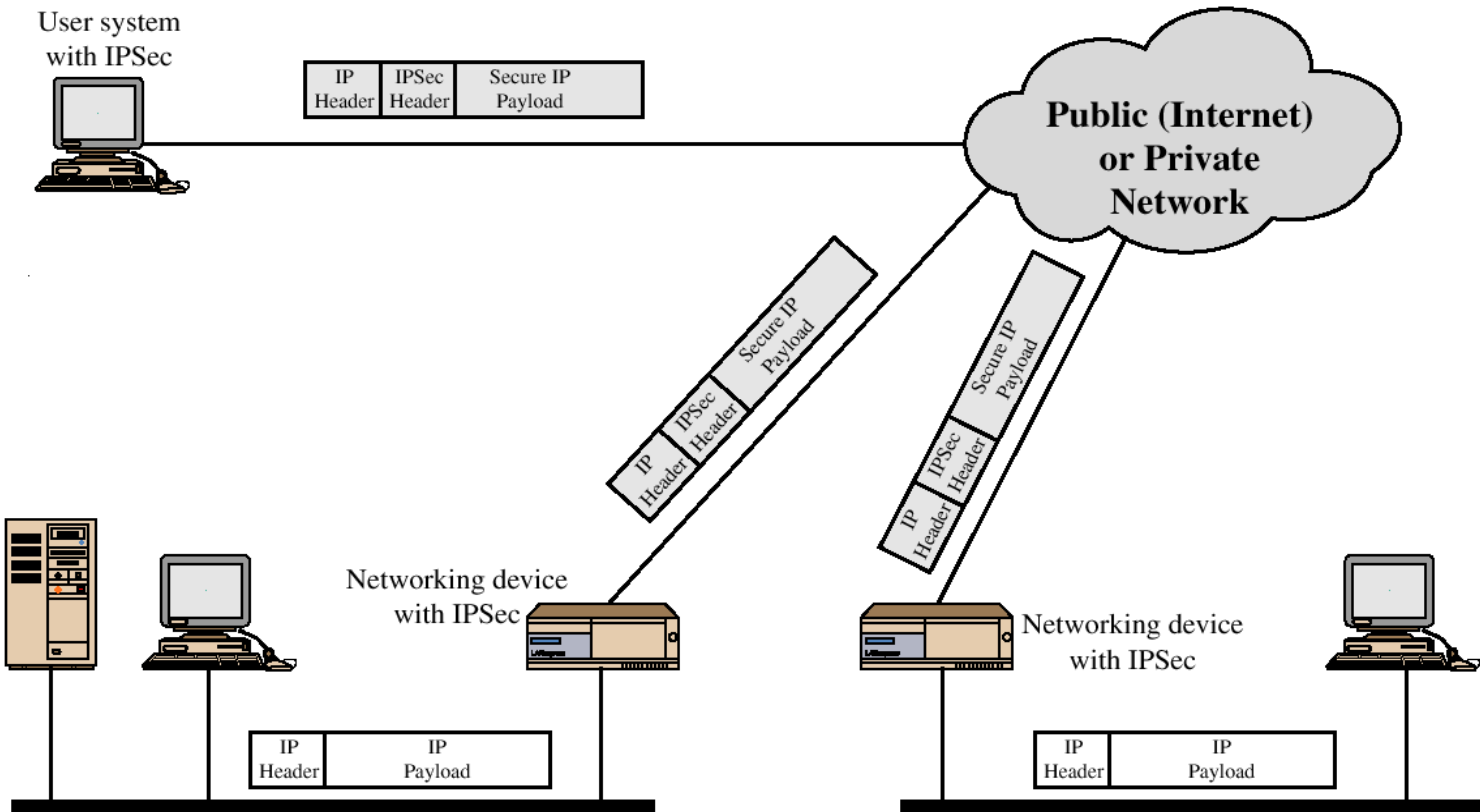 User system
with IPSec
IP
Header
IPSec
Header
Secure IP
Payload
Public (Internet)
or Private
Network
IP
Header
IPSec
Header
Secure IP
Payload
IP
Header
IPSec
Header
Secure IP
Payload
Networking device
with IPSec
Networking device
with IPSec
IP
Header
IP
Payload
IP
Header
IP
Payload